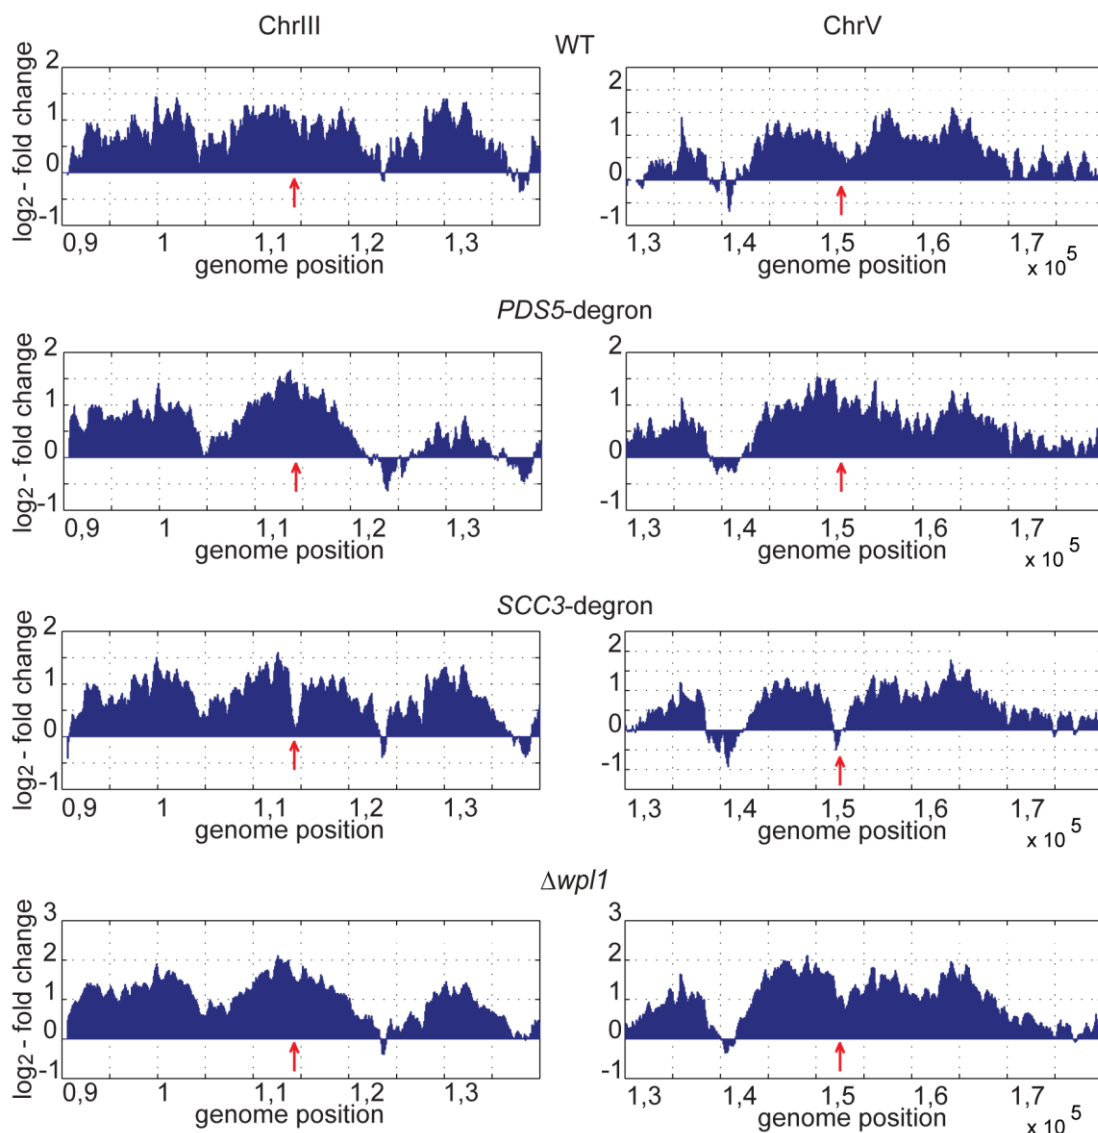 ChrIII ChrV
WT
2 2
1 1
0 0
-1 -1
log2 - fold change
0,9 1 1,1 1,2 1,3 1,3 1,4 1,5 1,6 1,7
genome position genome position x 10^5
PDS5-degron
2 2
1 1
0 0
-1 -1
log2 - fold change
0,9 1 1,1 1,2 1,3 1,3 1,4 1,5 1,6 1,7
genome position genome position x 10^5
SCC3-degron
2 2
1 1
0 0
-1 -1
log2 - fold change
0,9 1 1,1 1,2 1,3 1,3 1,4 1,5 1,6 1,7
genome position genome position x 10^5
Δwpl1
3 3
2 2
1 1
0 0
-1 -1
log2 - fold change
0,9 1 1,1 1,2 1,3 1,3 1,4 1,5 1,6 1,7
genome position genome position x 10^5